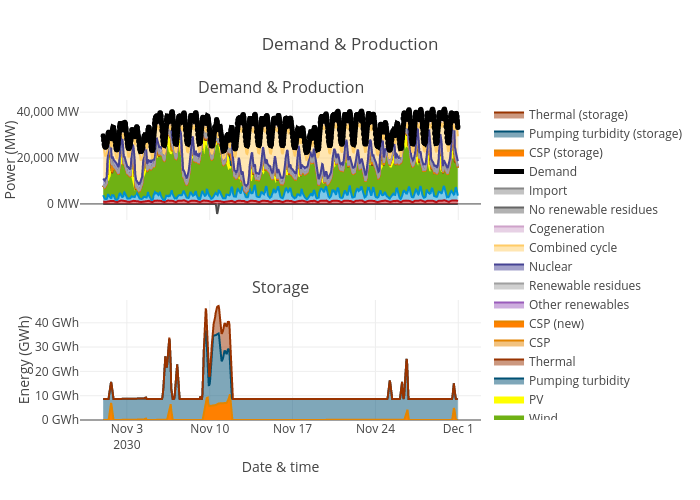 Demand & Production
Demand & Production
40,000 MW
20,000 MW
0 MW
Power (MW)
Storage
40 GWh
30 GWh
20 GWh
10 GWh
0 GWh
Energy (GWh)
Nov 3
2030
Nov 10
Nov 17
Nov 24
Dec 1
Date & time
Thermal (storage)
Pumping turbidity (storage)
CSP (storage)
Demand
Import
No renewable residues
Cogeneration
Combined cycle
Nuclear
Renewable residues
Other renewables
CSP (new)
CSP
Thermal
Pumping turbidity
PV
Wind